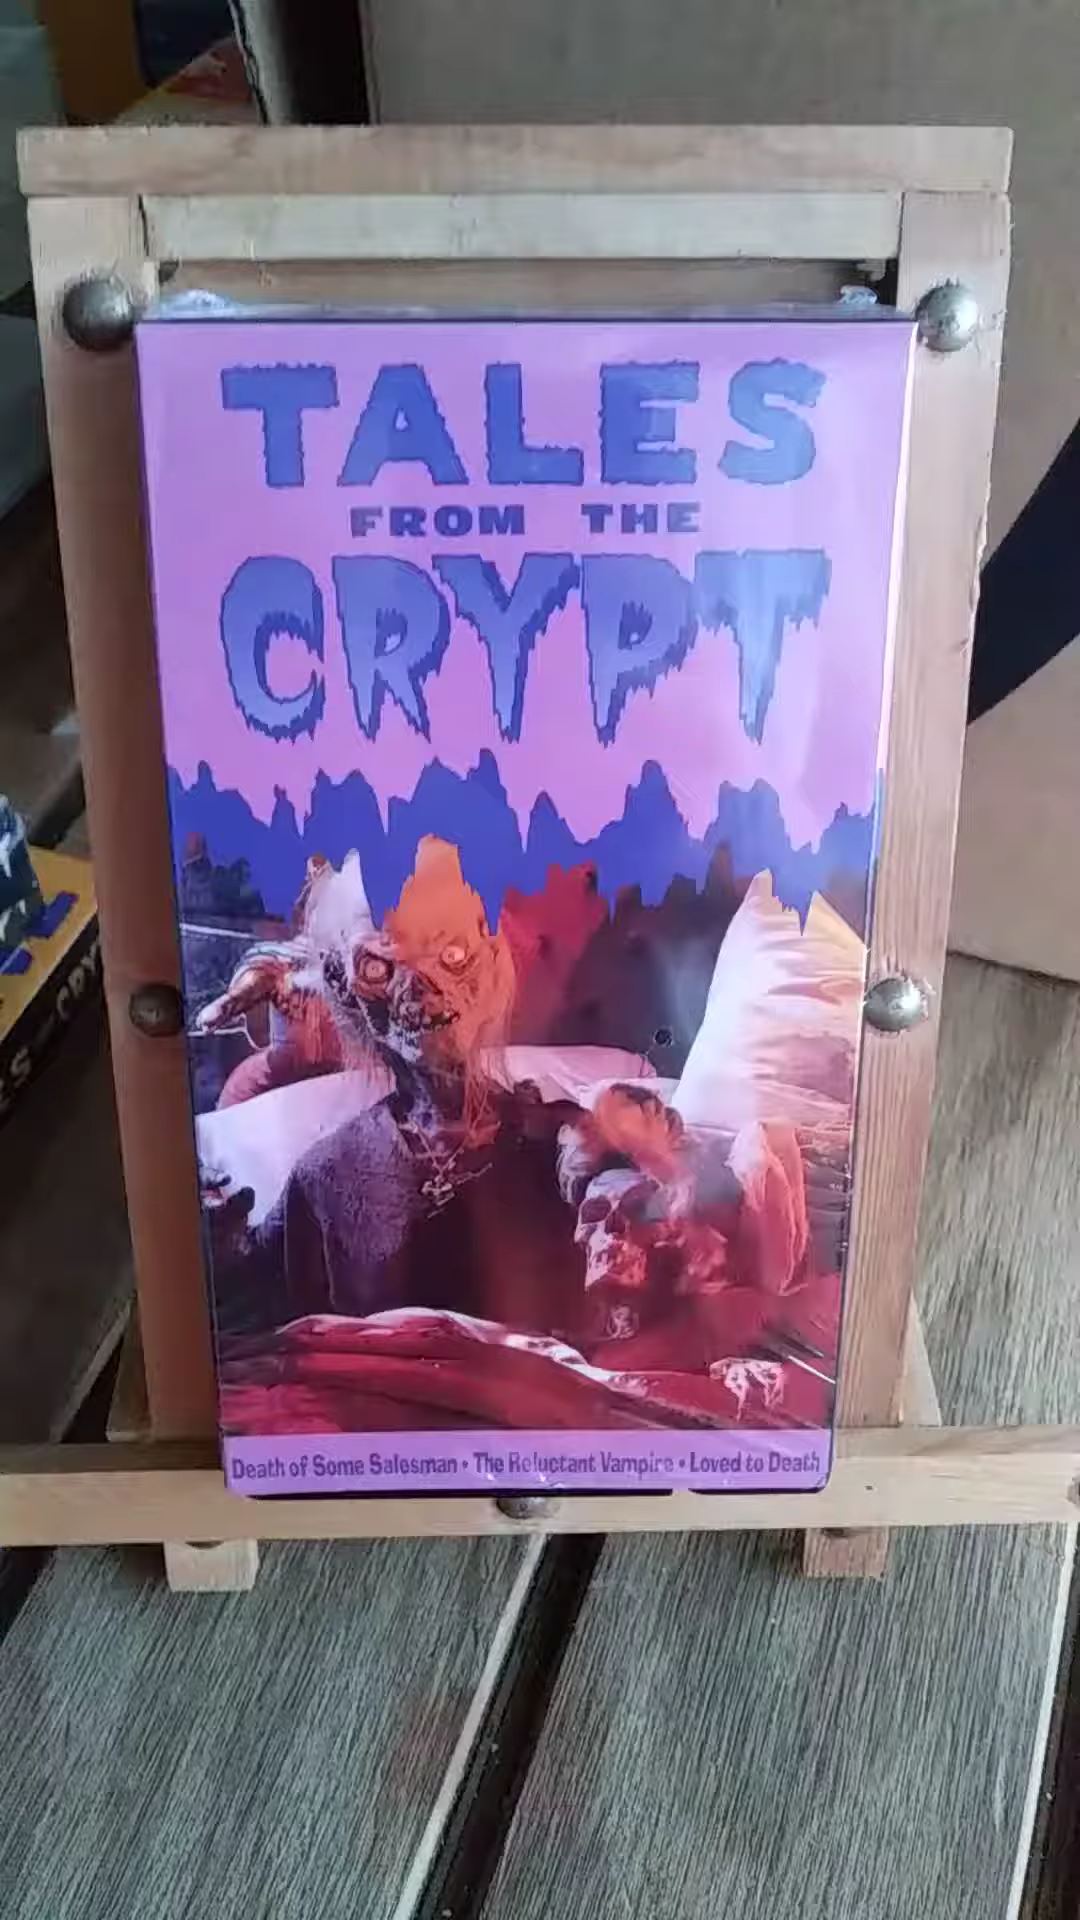 TALES
FROM THE
CRYPT
Death of Some Salesman • The Reluctant Vampire • Loved to Death